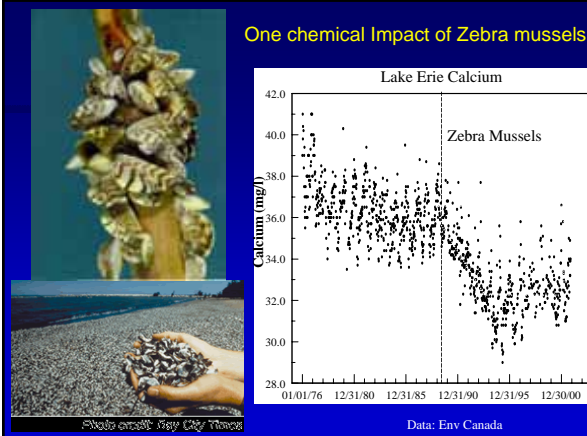 One chemical Impact of Zebra mussels
Lake Erie Calcium
42.0
40.0
38.0
36.0
34.0
32.0
30.0
28.0
Calcium (mg/l)
Zebra Mussels
01/01/76 12/31/80 12/31/85 12/31/90 12/31/95 12/30/00
Photo credit: Bay City Times
Data: Env Canada